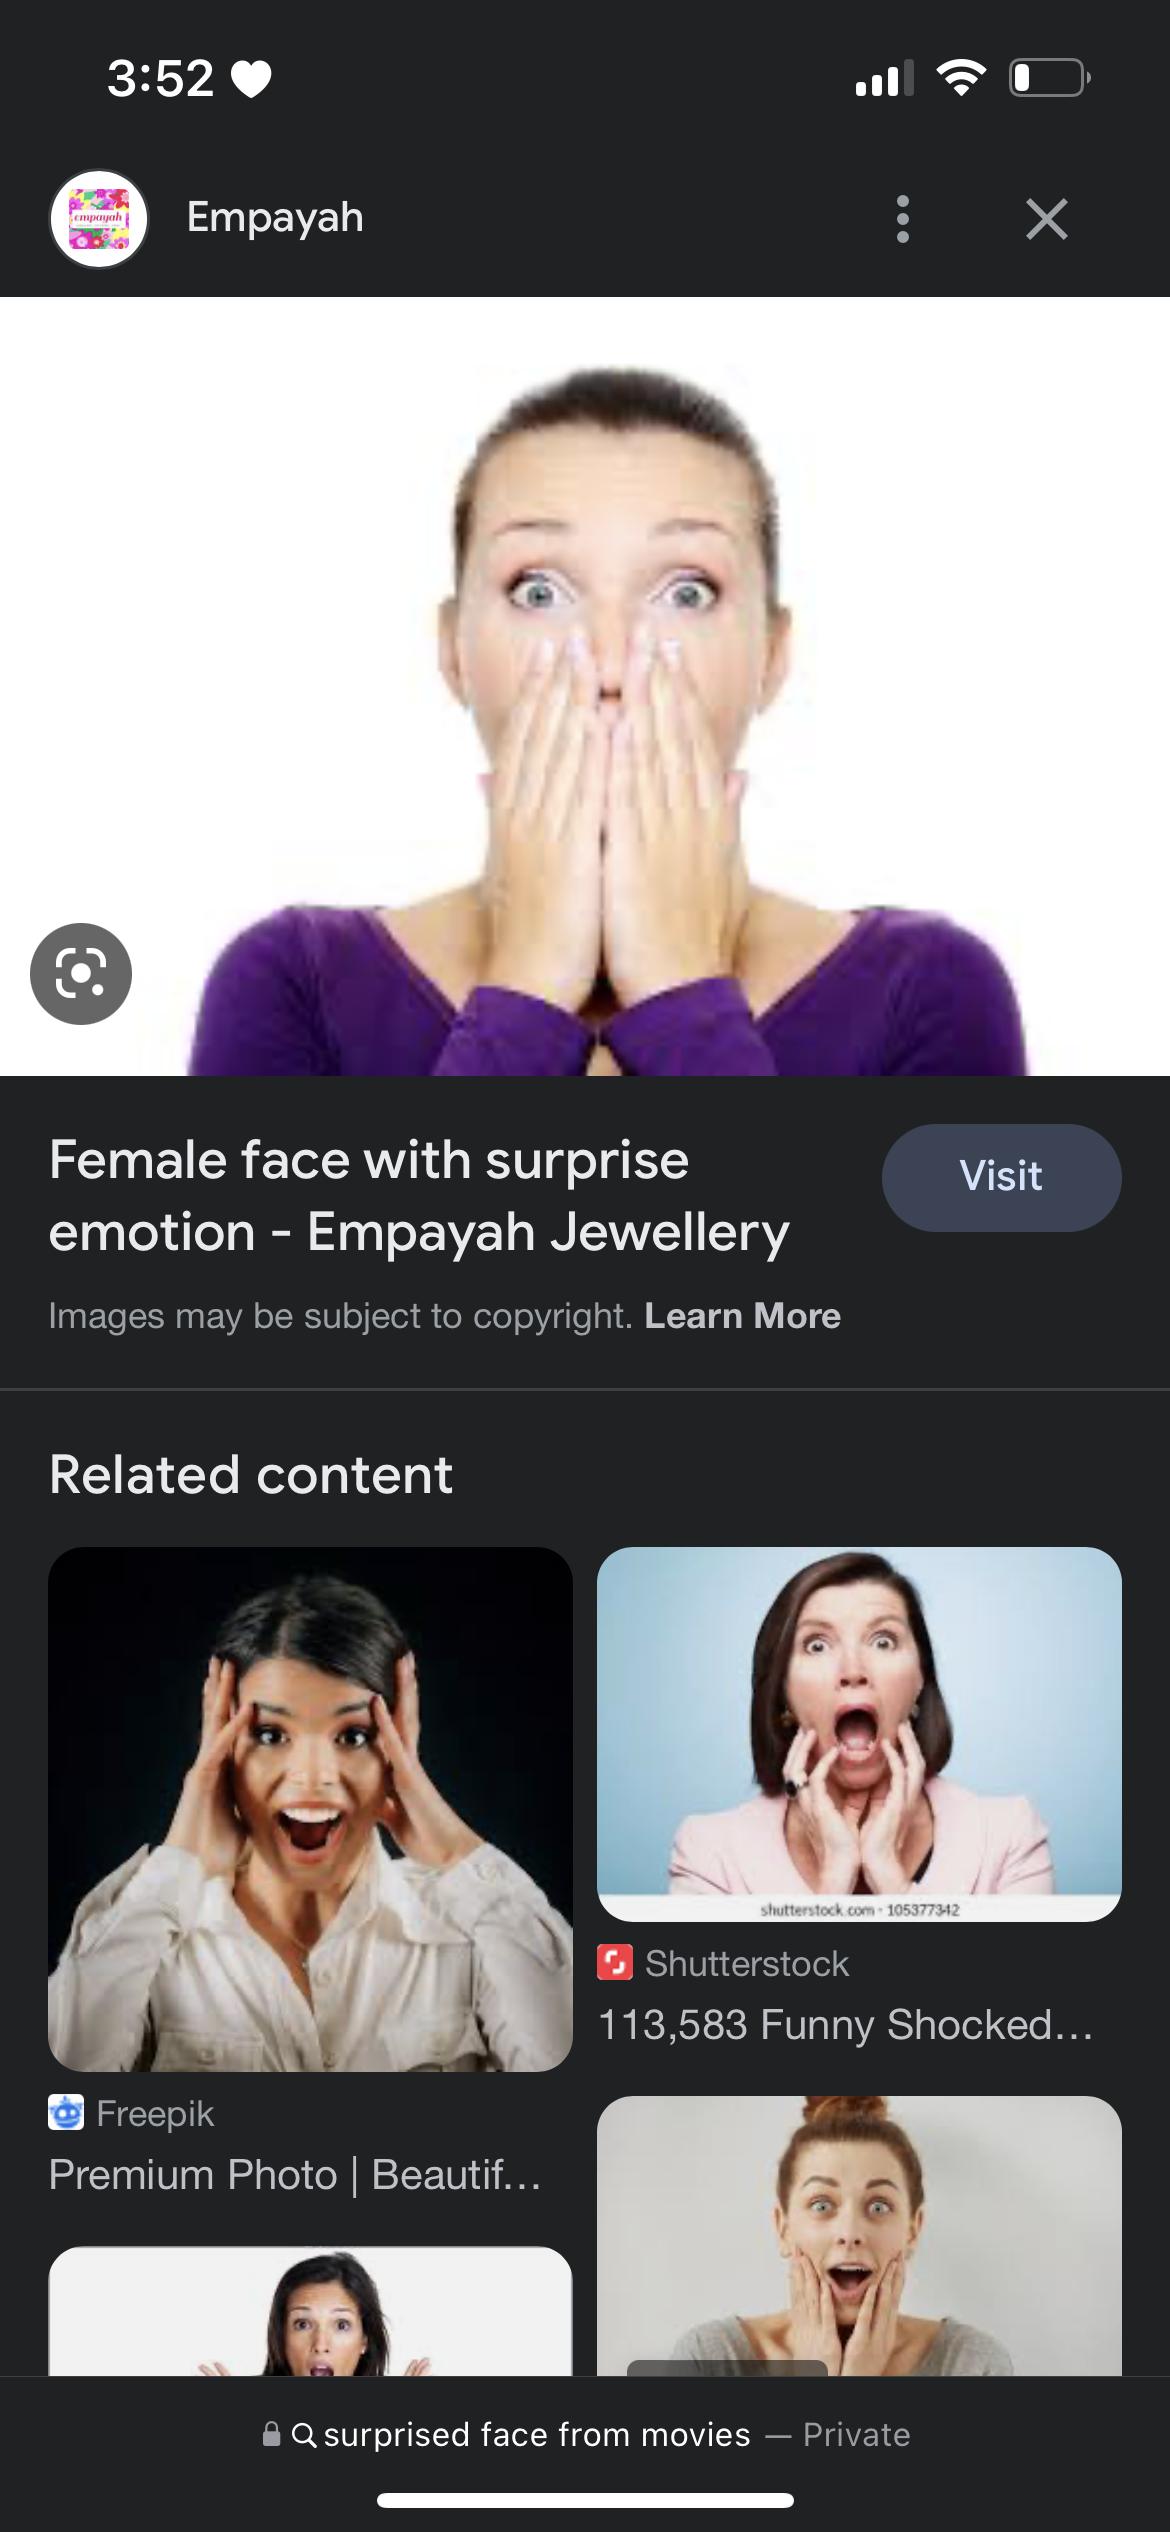 3:52
empayah
Empayah
Female face with surprise
emotion - Empayah Jewellery
Visit
Images may be subject to copyright. Learn More
Related content
shutterstock.com · 105377342
Shutterstock
113,583 Funny Shocked...
Freepik
Premium Photo | Beautif...
surprised face from movies — Private